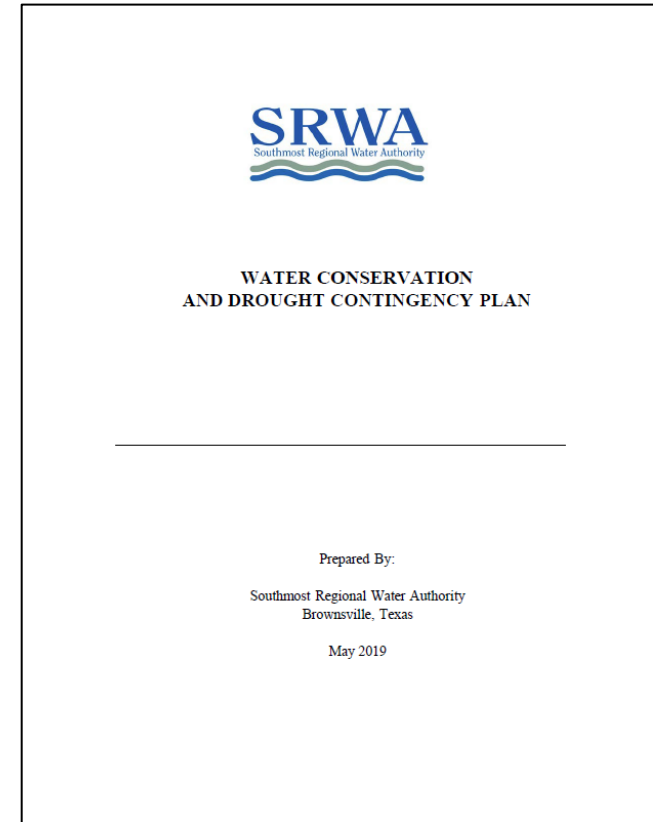 SRWA
Southmost Regional Water Authority
WATER CONSERVATION
AND DROUGHT CONTINGENCY PLAN
Prepared By:
Southmost Regional Water Authority
Brownsville, Texas
May 2019